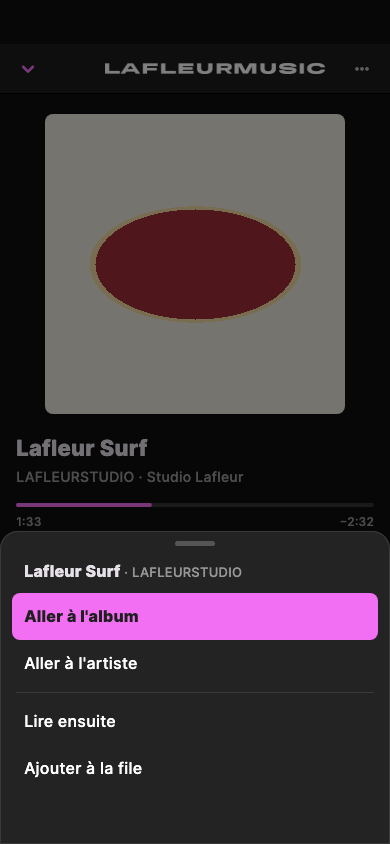 LAFLEURMUSIC
Lafleur Surf
LAFLEURSTUDIO · Studio Lafleur
1:33
−2:32
Lafleur Surf · LAFLEURSTUDIO
Aller à l'album
Aller à l'artiste
Lire ensuite
Ajouter à la file